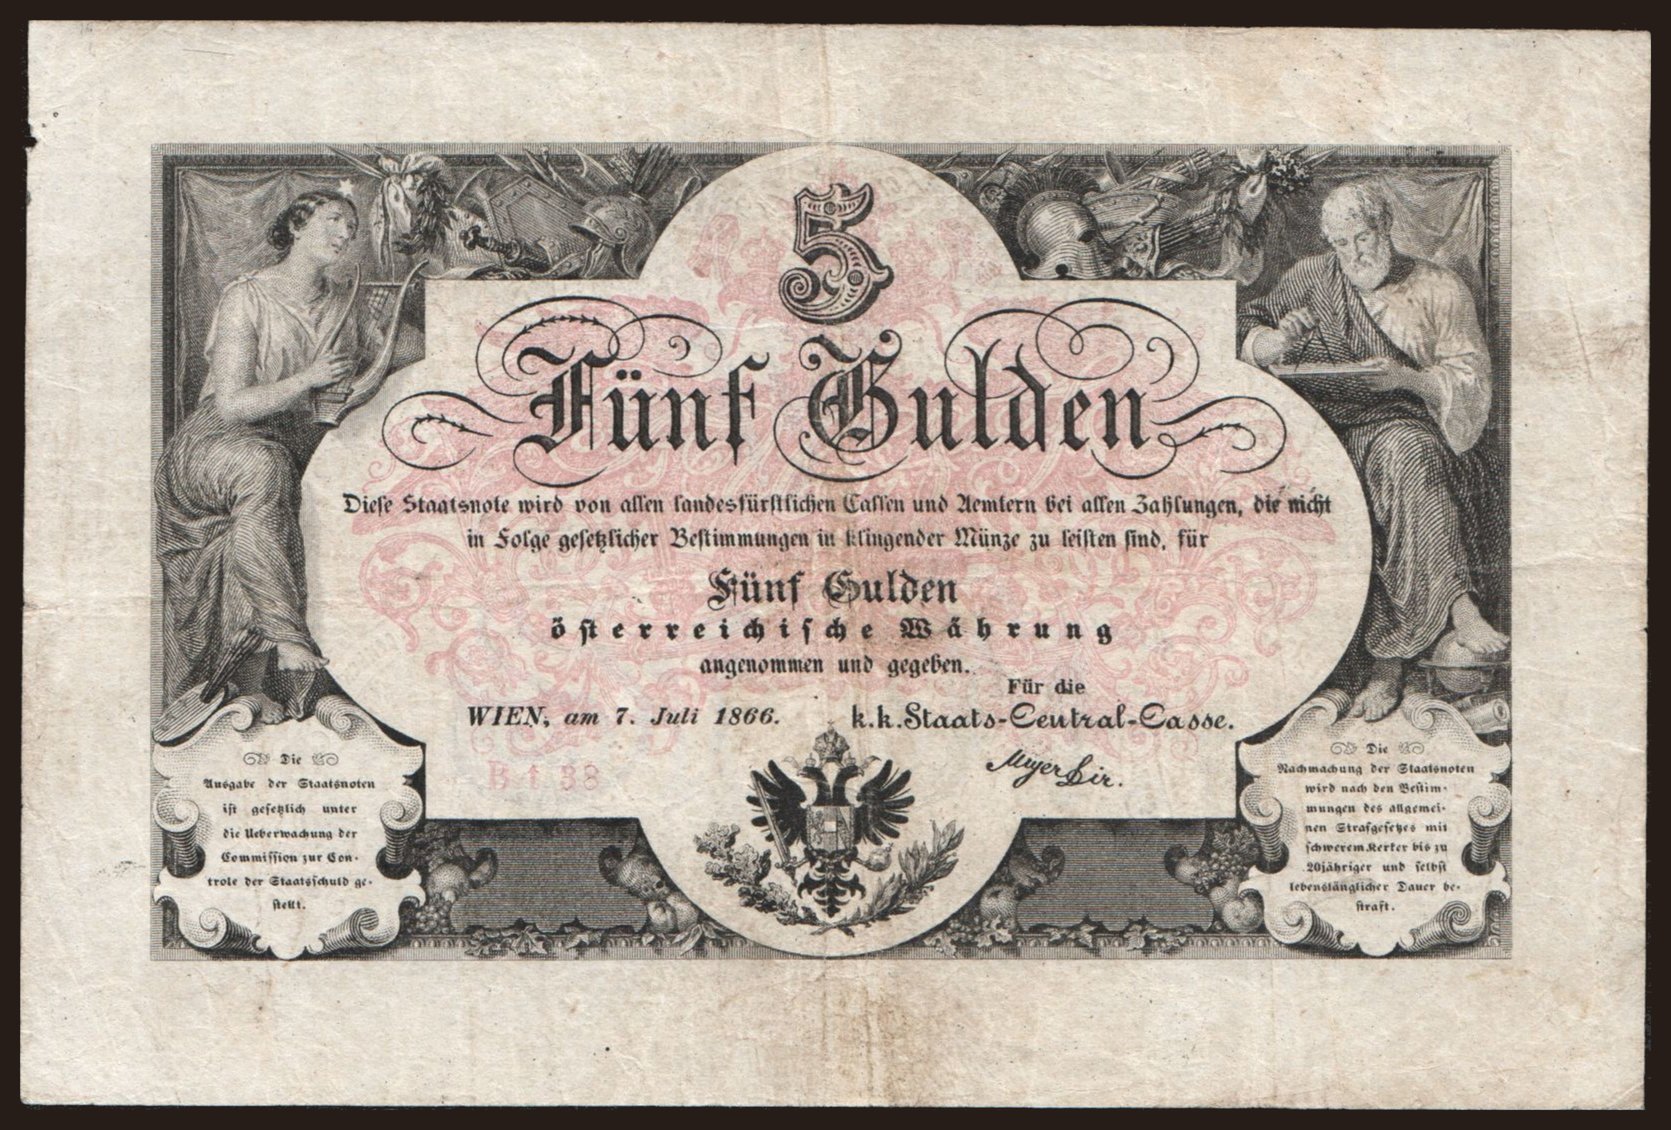 5
Fünf Gulden
Diese Staatsnote wird von allen landesfürstlichen Cassen und Aemtern bei allen Zahlungen, die nicht
in Folge gesetzlicher Bestimmungen in klingender Münze zu leisten sind, für
Fünf Gulden
österreichische Währung
angenommen und gegeben.
Für die
WIEN, am 7. Juli 1866.
k.k. Staats-Central-Casse.
B f 38
Die
Ausgabe der Staatsnoten
ist gesetzlich unter
die Ueberwachung der
Commission zur Con-
trole der Staatsschuld ge-
stellt.
Die
Nachmachung der Staatsnoten
wird nach den Bestim-
mungen des allgemei-
nen Strafgesetzes mit
schwerem Kerker bis zu
20jähriger und selbst
lebenslänglicher Dauer be-
straft.